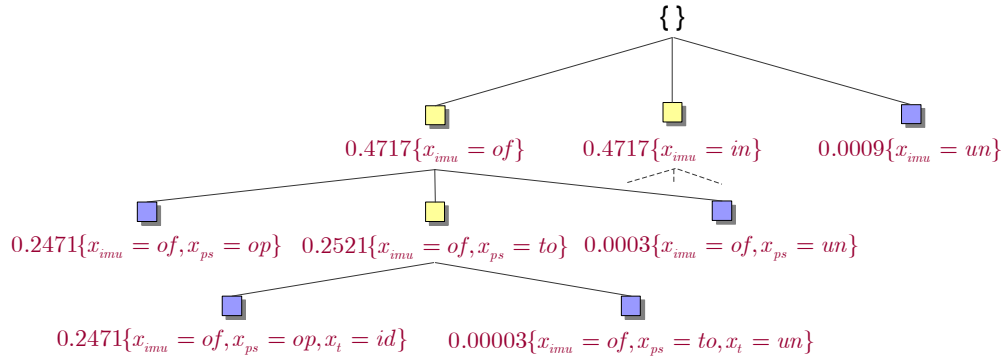 { }
0.4717{x_imu = of} 0.4717{x_imu = in} 0.0009{x_imu = un}
0.2471{x_imu = of, x_ps = op} 0.2521{x_imu = of, x_ps = to} 0.0003{x_imu = of, x_ps = un}
0.2471{x_imu = of, x_ps = op, x_t = id} 0.00003{x_imu = of, x_ps = to, x_t = un}